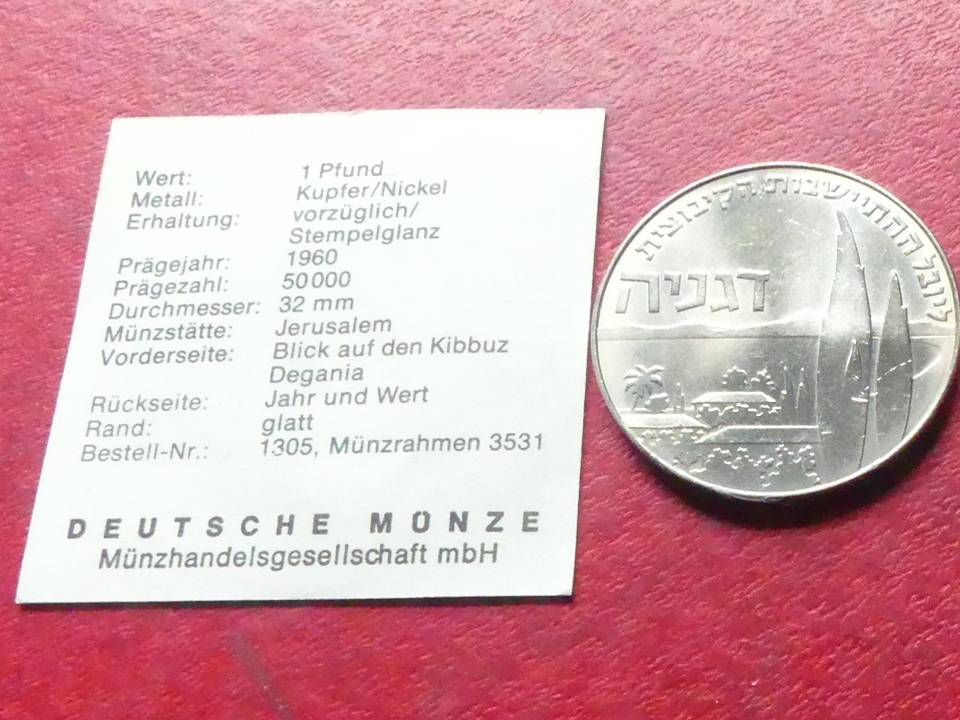 Wert: 1 Pfund
Metall: Kupfer/Nickel
Erhaltung: vorzüglich/
Stempelglanz
Prägejahr: 1960
Prägezahl: 50000
Durchmesser: 32 mm
Münzstätte: Jerusalem
Vorderseite: Blick auf den Kibbuz
Degania
Rückseite: Jahr und Wert
Rand: glatt
Bestell-Nr.: 1305, Münzrahmen 3531
DEUTSCHE MÜNZE
Münzhandelsgesellschaft mbH
ליובל ההתיישבות הקיבוצית
דגניה